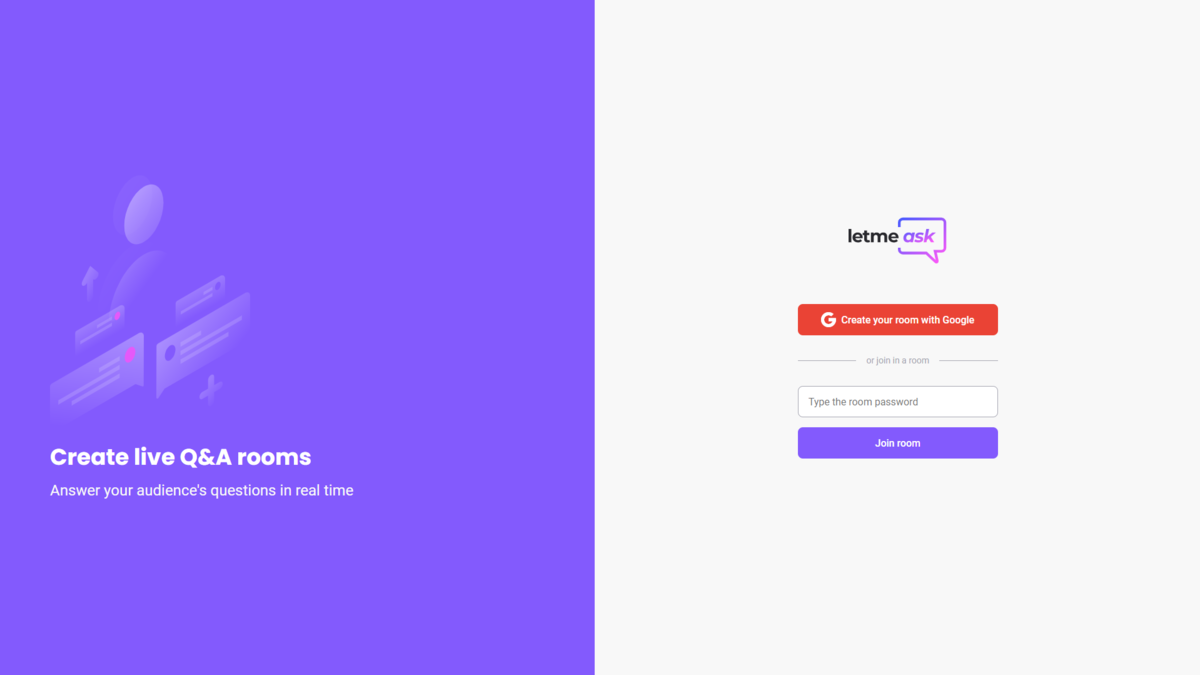 Create live Q&A rooms
Answer your audience's questions in real time
letme ask
Create your room with Google
or join in a room
Type the room password
Join room